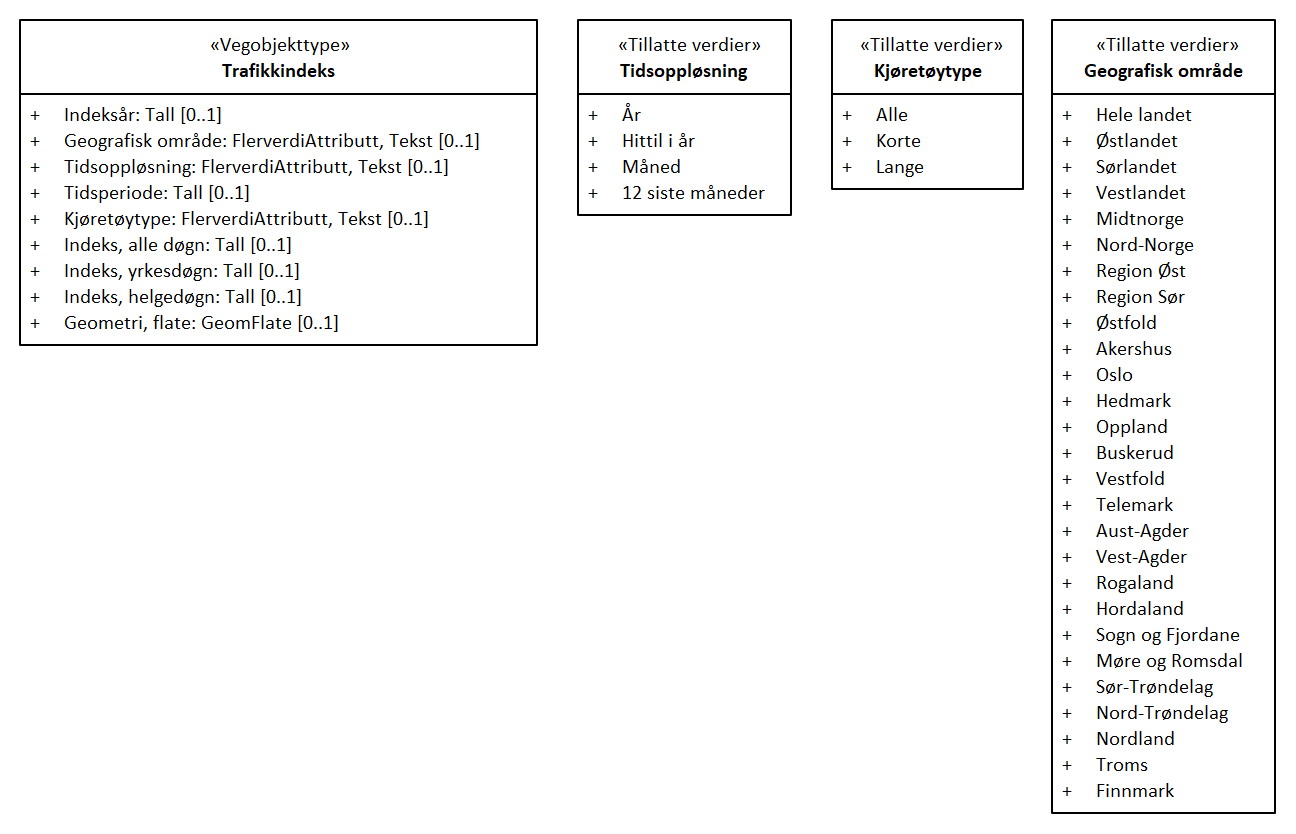 «Vegobjekttype»
Trafikkindeks
+ Indeksår: Tall [0..1]
+ Geografisk område: FlerverdiAttributt, Tekst [0..1]
+ Tidsoppløsning: FlerverdiAttributt, Tekst [0..1]
+ Tidsperiode: Tall [0..1]
+ Kjøretøytype: FlerverdiAttributt, Tekst [0..1]
+ Indeks, alle døgn: Tall [0..1]
+ Indeks, yrkesdøgn: Tall [0..1]
+ Indeks, helgedøgn: Tall [0..1]
+ Geometri, flate: GeomFlate [0..1]
«Tillatte verdier»
Tidsoppløsning
+ År
+ Hittil i år
+ Måned
+ 12 siste måneder
«Tillatte verdier»
Kjøretøytype
+ Alle
+ Korte
+ Lange
«Tillatte verdier»
Geografisk område
+ Hele landet
+ Østlandet
+ Sørlandet
+ Vestlandet
+ Midtnorge
+ Nord-Norge
+ Region Øst
+ Region Sør
+ Østfold
+ Akershus
+ Oslo
+ Hedmark
+ Oppland
+ Buskerud
+ Vestfold
+ Telemark
+ Aust-Agder
+ Vest-Agder
+ Rogaland
+ Hordaland
+ Sogn og Fjordane
+ Møre og Romsdal
+ Sør-Trøndelag
+ Nord-Trøndelag
+ Nordland
+ Troms
+ Finnmark